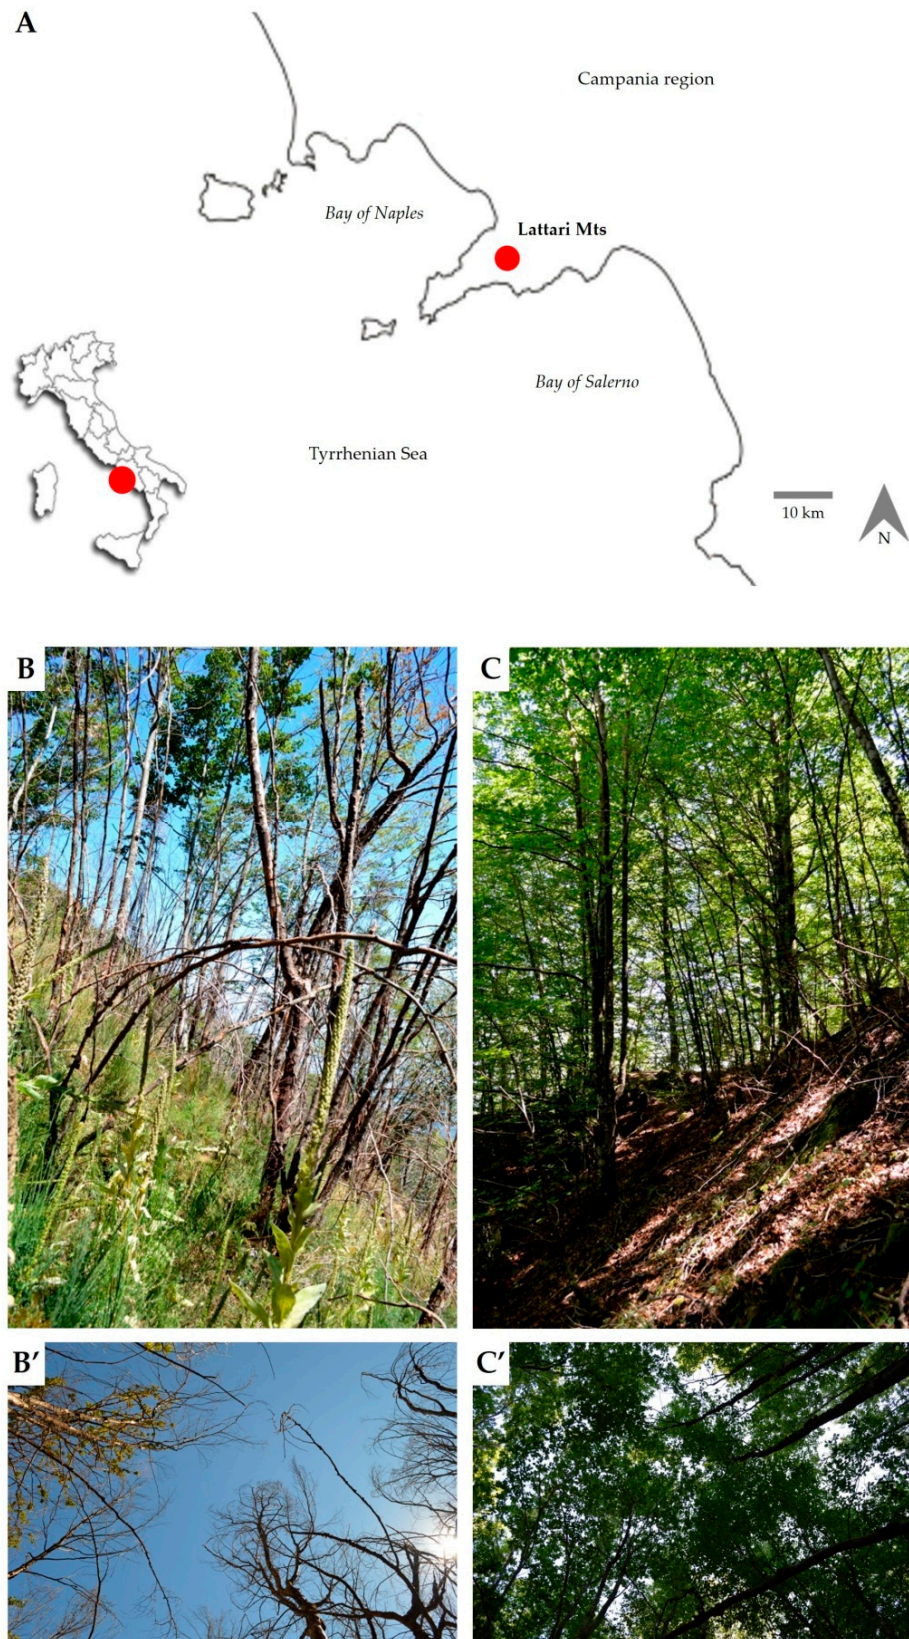 A
Campania region
Bay of Naples
Lattari Mts
Bay of Salerno
Tyrrhenian Sea
10 km
N
B
C
B′
C′